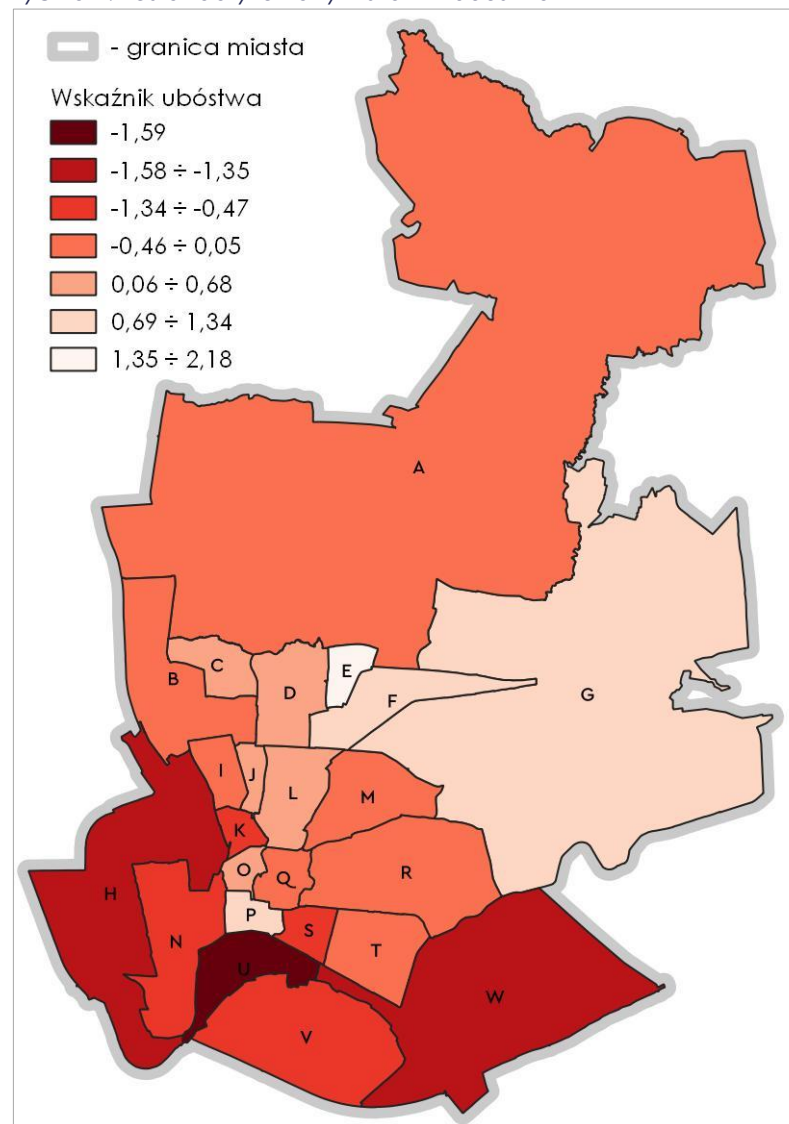 - granica miasta
Wskaźnik ubóstwa
-1,59
-1,58 ÷ -1,35
-1,34 ÷ -0,47
-0,46 ÷ 0,05
0,06 ÷ 0,68
0,69 ÷ 1,34
1,35 ÷ 2,18
A
B
C
D
E
F
G
I
J
L
M
K
H
O
Q
R
N
P
S
T
U
W
V